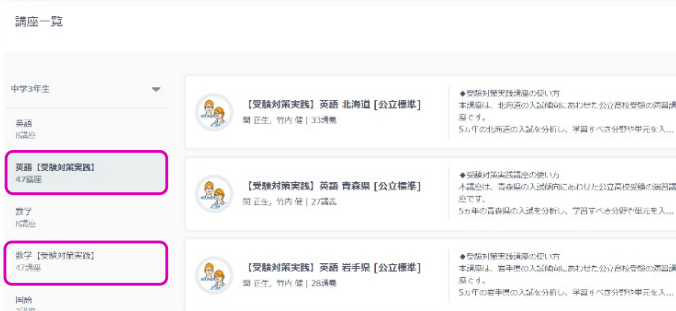 講座一覧
中学3年生
英語
8講座
英語【受験対策実践】
47講座
数学
8講座
数学【受験対策実践】
47講座
国語
【受験対策実践】英語 北海道 [公立標準]
関 正生, 竹内 健 | 33講義
◆受験対策実践講座の使い方
本講座は、北海道の入試傾向にあわせた公立高校受験の演習講
座です。
5ヵ年の北海道の入試を分析し、学習すべき分野や単元を入...
【受験対策実践】英語 青森県 [公立標準]
関 正生, 竹内 健 | 27講義
◆受験対策実践講座の使い方
本講座は、青森県の入試傾向にあわせた公立高校受験の演習講
座です。
5ヵ年の青森県の入試を分析し、学習すべき分野や単元を入...
【受験対策実践】英語 岩手県 [公立標準]
関 正生, 竹内 健 | 28講義
◆受験対策実践講座の使い方
本講座は、岩手県の入試傾向にあわせた公立高校受験の演習講
座です。
5ヵ年の岩手県の入試を分析し、学習すべき分野や単元を入...